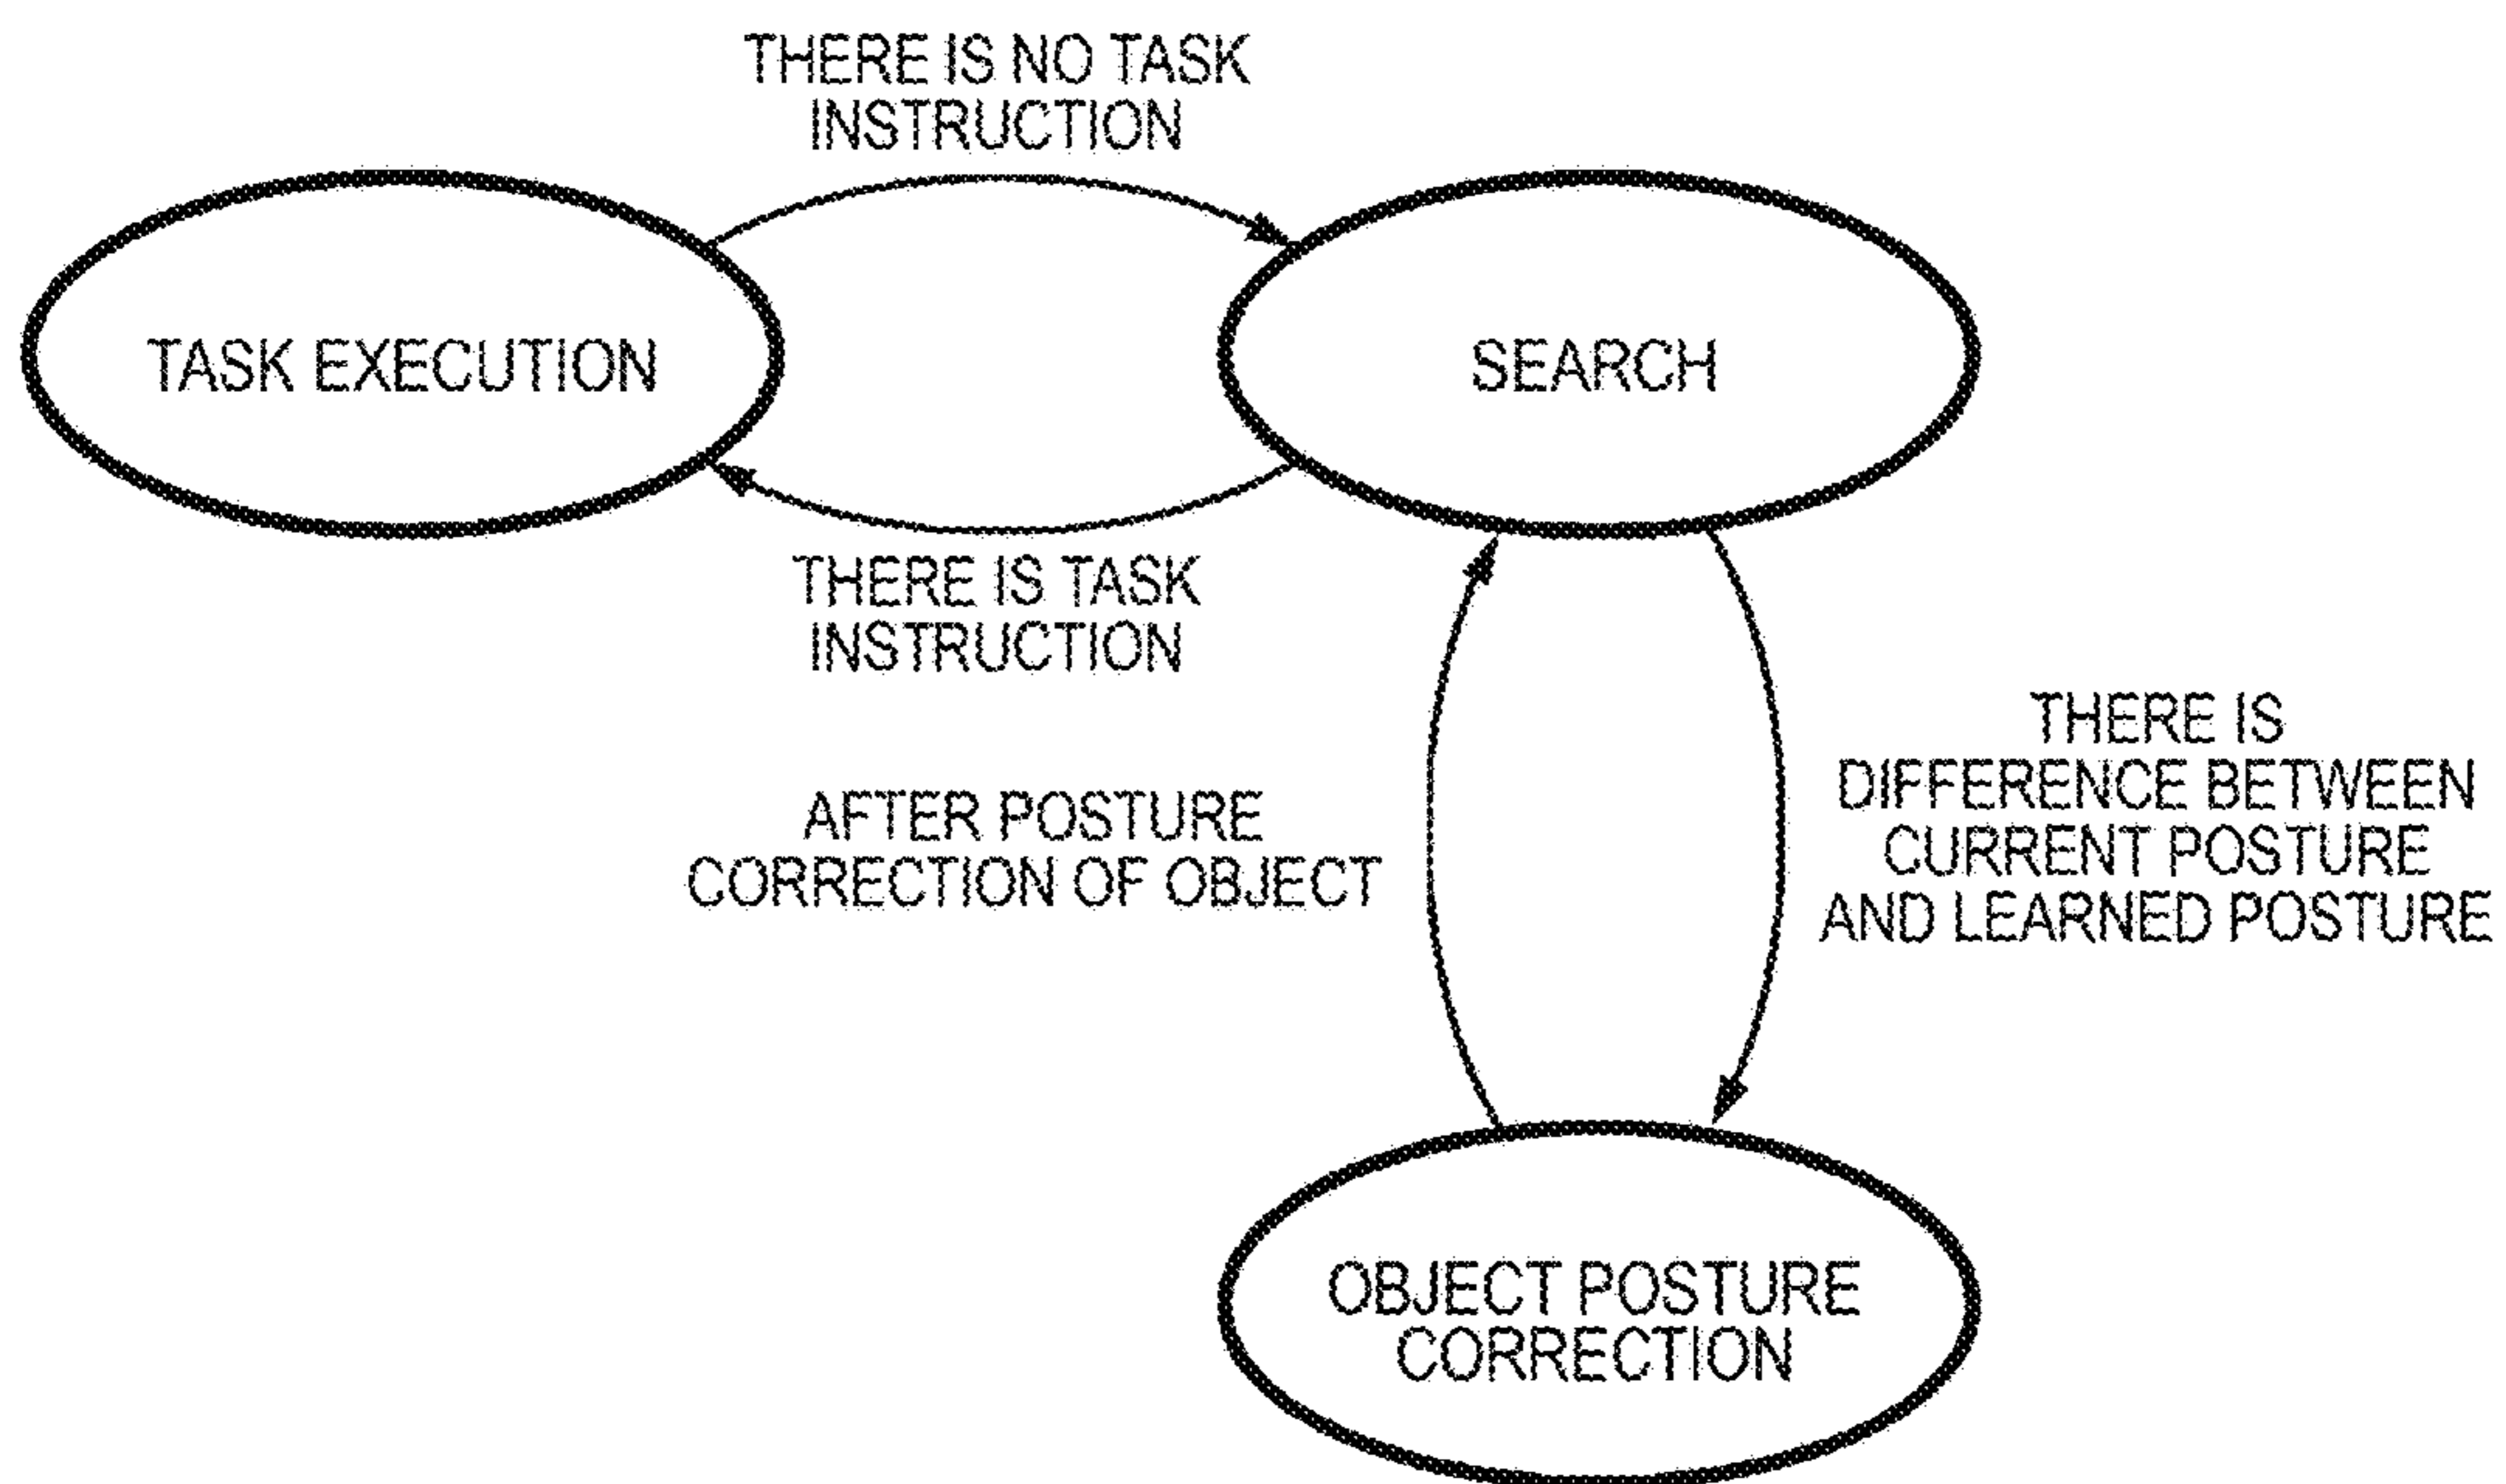 THERE IS NO TASK
INSTRUCTION
TASK EXECUTION
SEARCH
THERE IS TASK
INSTRUCTION
AFTER POSTURE
CORRECTION OF OBJECT
THERE IS
DIFFERENCE BETWEEN
CURRENT POSTURE
AND LEARNED POSTURE
OBJECT POSTURE
CORRECTION